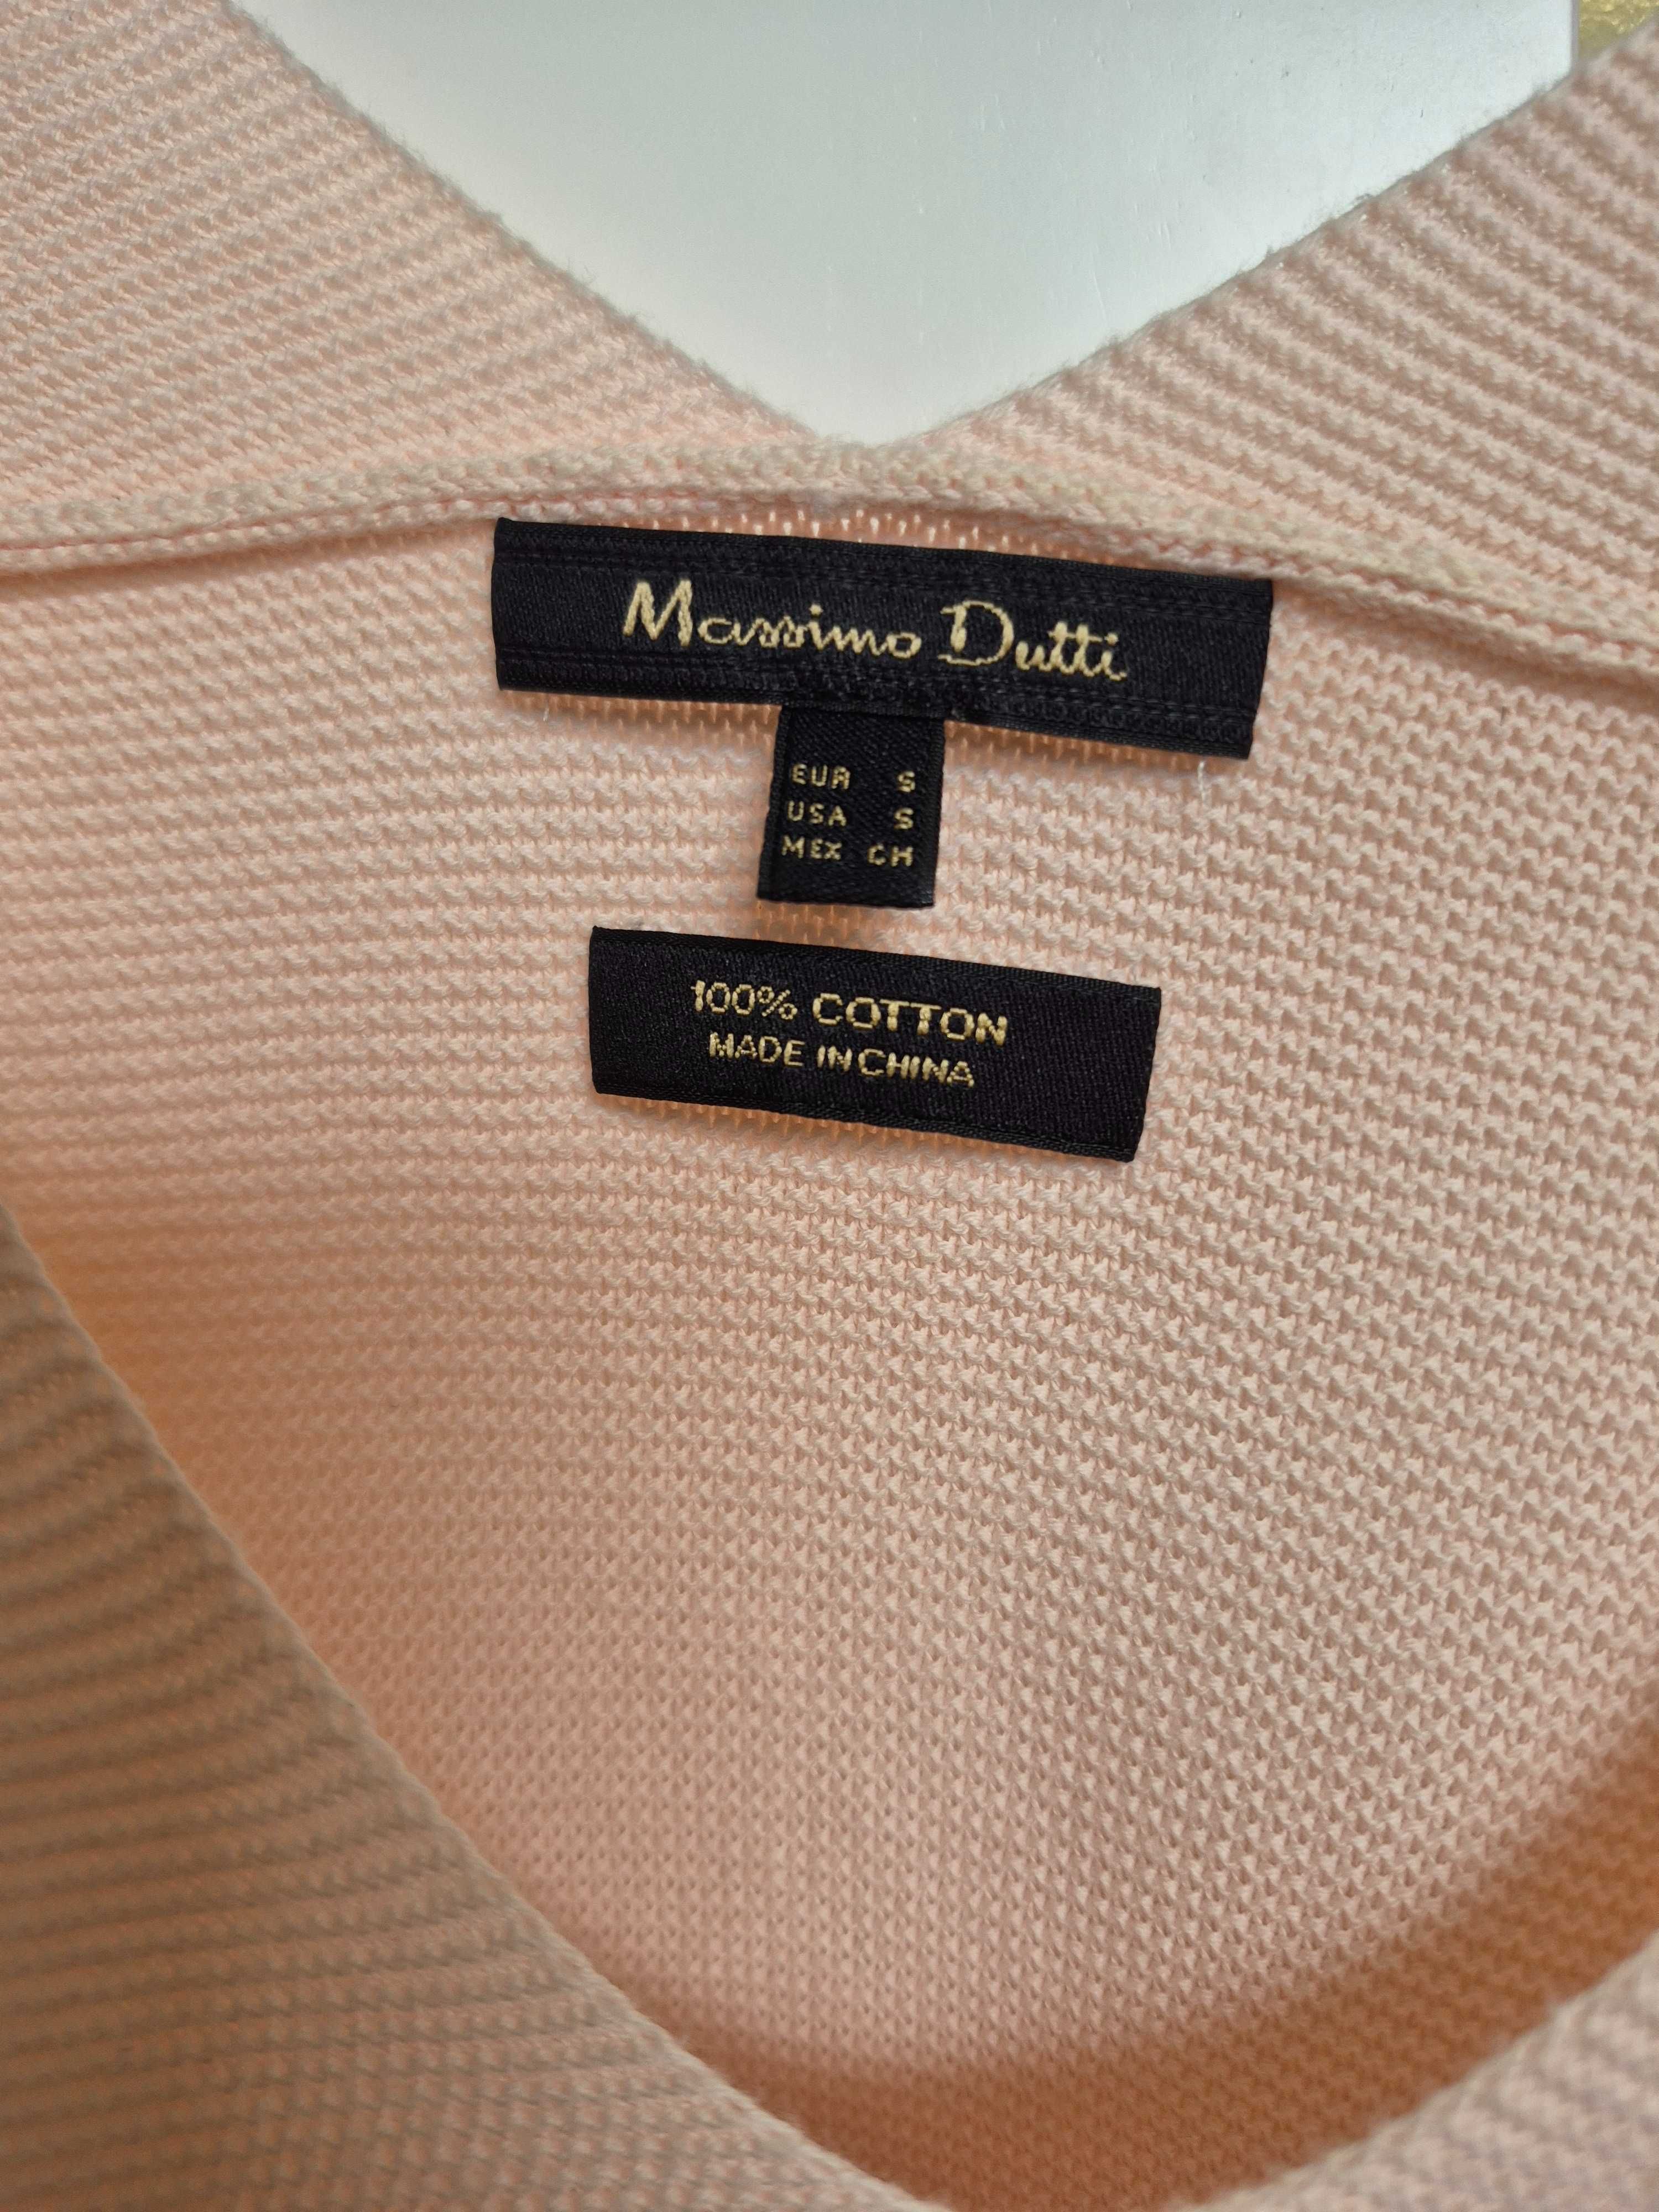 Massimo Dutti
EUR S
USA S
MEX CH
100% COTTON
MADE IN CHINA